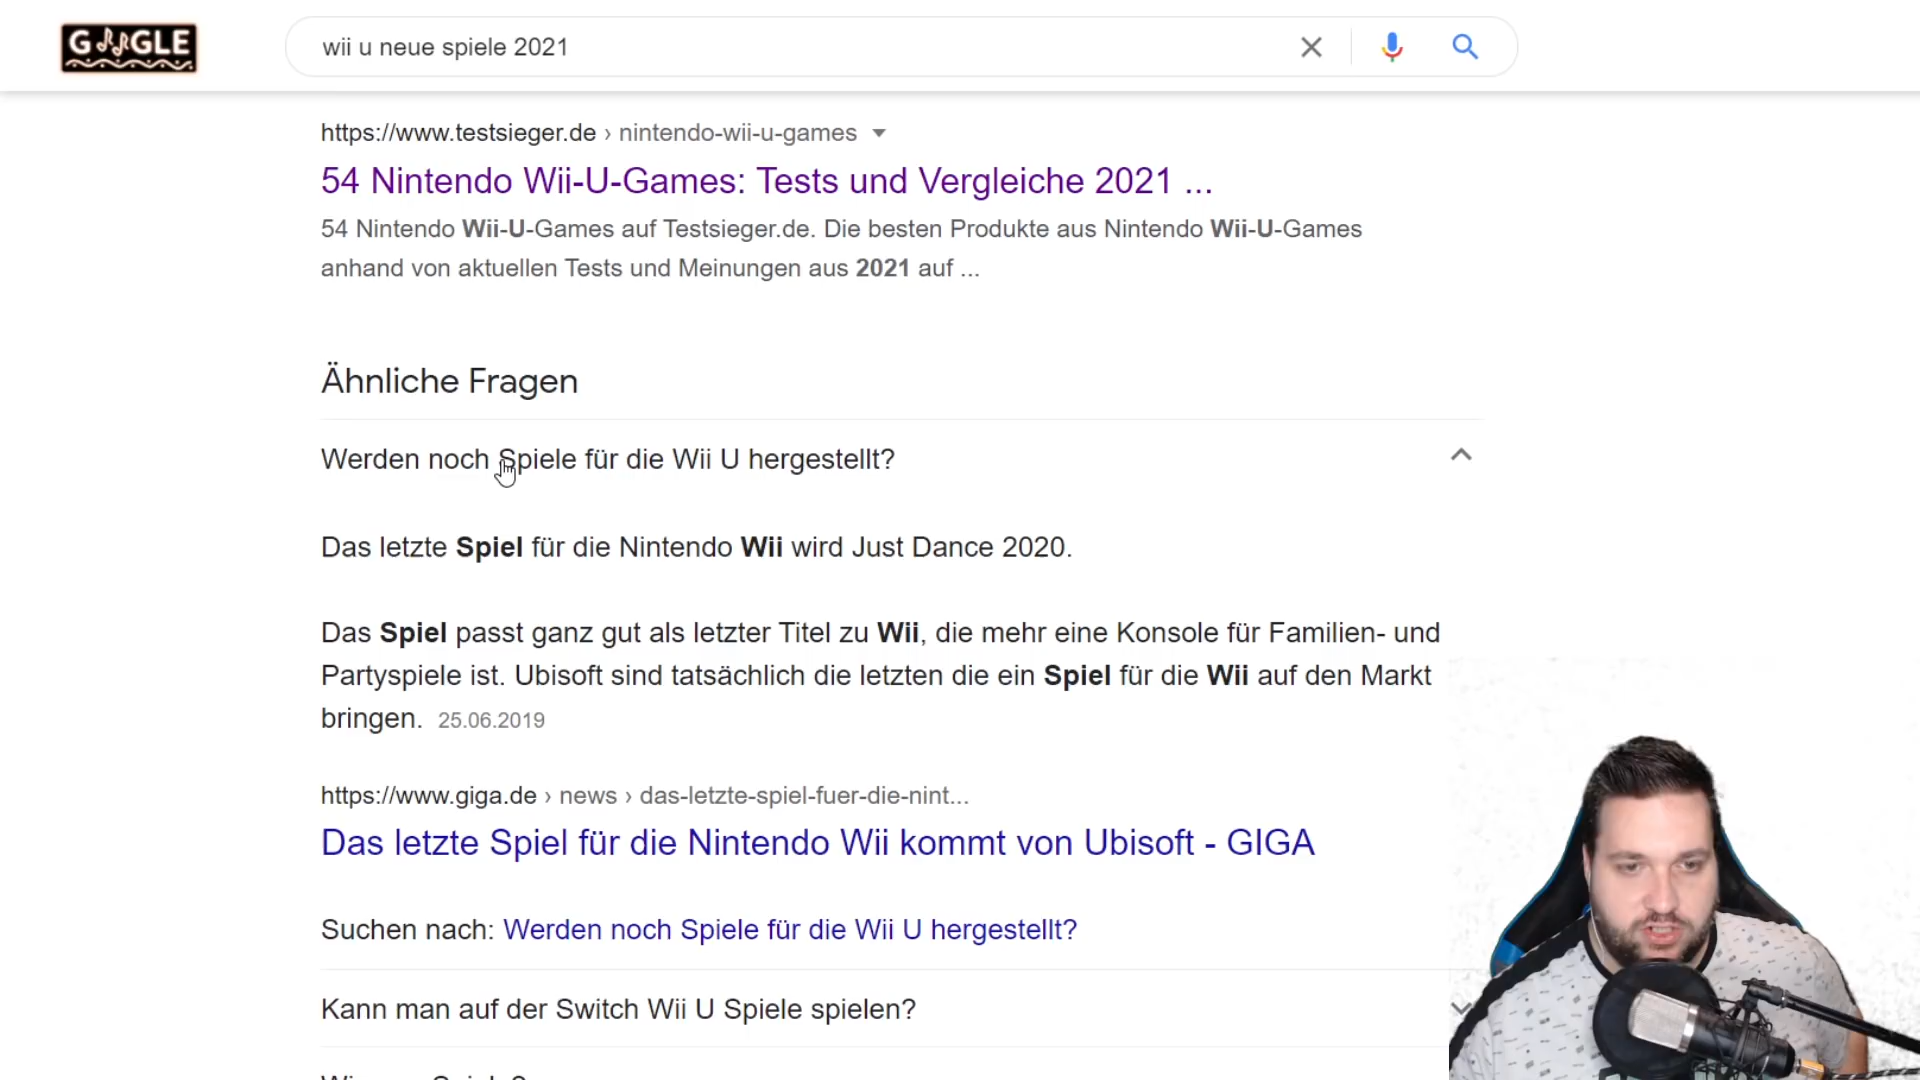 GOOGLE
wii u neue spiele 2021
https://www.testsieger.de › nintendo-wii-u-games
54 Nintendo Wii-U-Games: Tests und Vergleiche 2021 ...
54 Nintendo Wii-U-Games auf Testsieger.de. Die besten Produkte aus Nintendo Wii-U-Games
anhand von aktuellen Tests und Meinungen aus 2021 auf ...
Ähnliche Fragen
Werden noch Spiele für die Wii U hergestellt?
Das letzte Spiel für die Nintendo Wii wird Just Dance 2020.
Das Spiel passt ganz gut als letzter Titel zu Wii, die mehr eine Konsole für Familien- und
Partyspiele ist. Ubisoft sind tatsächlich die letzten die ein Spiel für die Wii auf den Markt
bringen. 25.06.2019
https://www.giga.de › news › das-letzte-spiel-fuer-die-nint...
Das letzte Spiel für die Nintendo Wii kommt von Ubisoft - GIGA
Suchen nach: Werden noch Spiele für die Wii U hergestellt?
Kann man auf der Switch Wii U Spiele spielen?